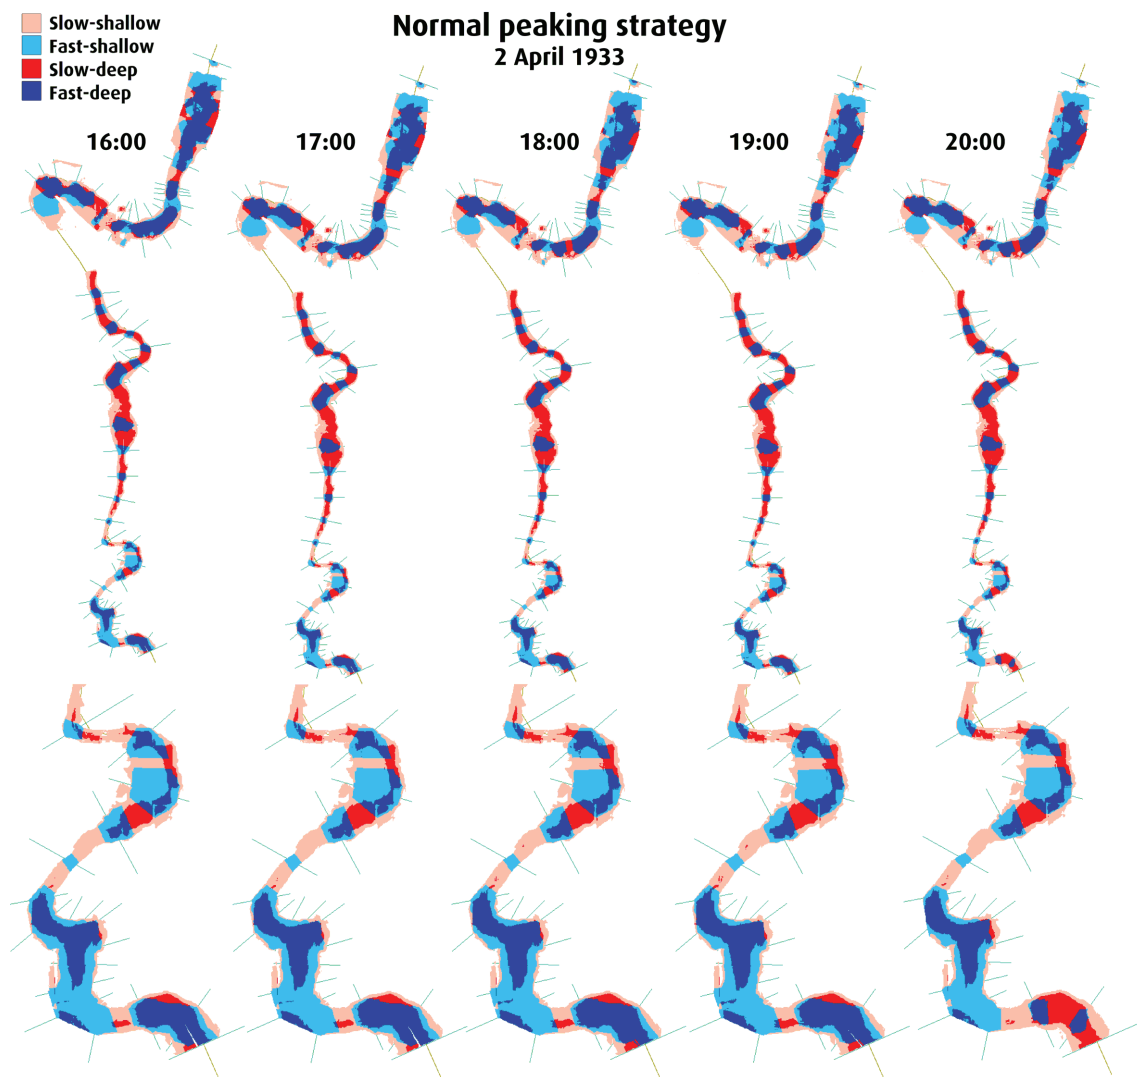 Normal peaking strategy
2 April 1933
Slow-shallow
Fast-shallow
Slow-deep
Fast-deep
16:00
17:00
18:00
19:00
20:00